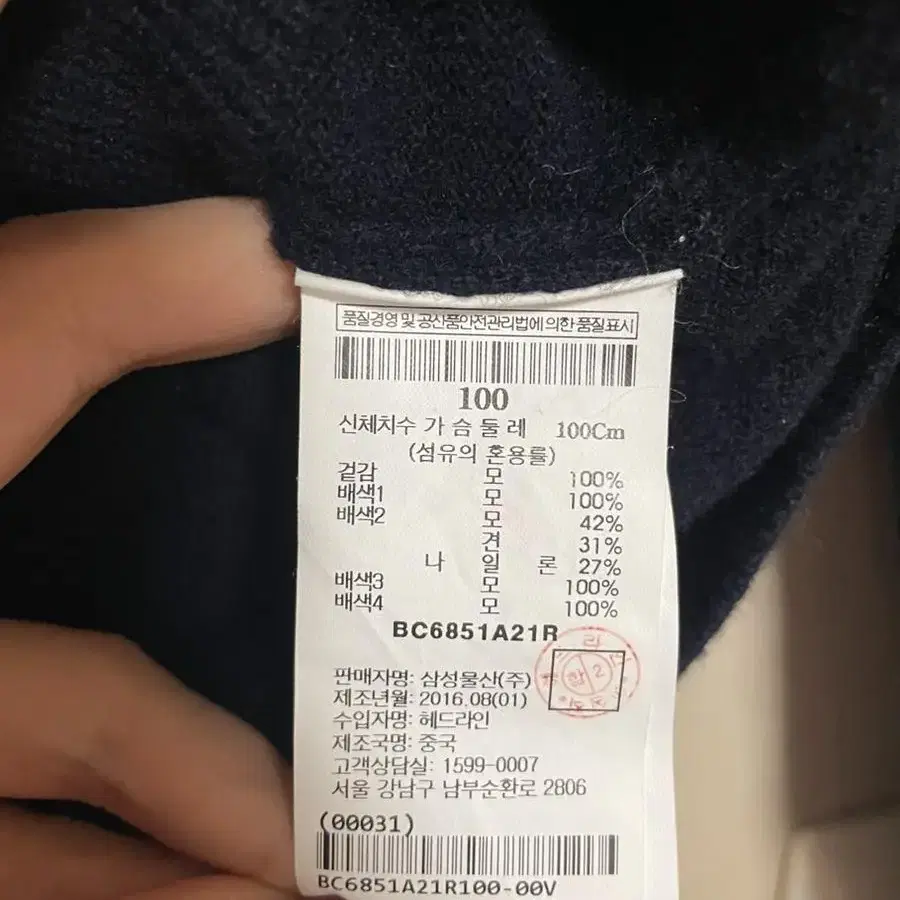 품질경영 및 공산품안전관리법에 의한 품질표시
100
신체치수 가 슴 둘 레 100Cm
(섬유의 혼용률)
겉감 모 100%
배색1 모 100%
배색2 모 42%
견 31%
나 일 론 27%
배색3 모 100%
배색4 모 100%
BC6851A21R
판매자명: 삼성물산(주)
제조년월: 2016.08(01)
수입자명: 헤드라인
제조국명: 중국
고객상담실: 1599-0007
서울 강남구 남부순환로 2806
(00031)
BC6851A21R100-00V